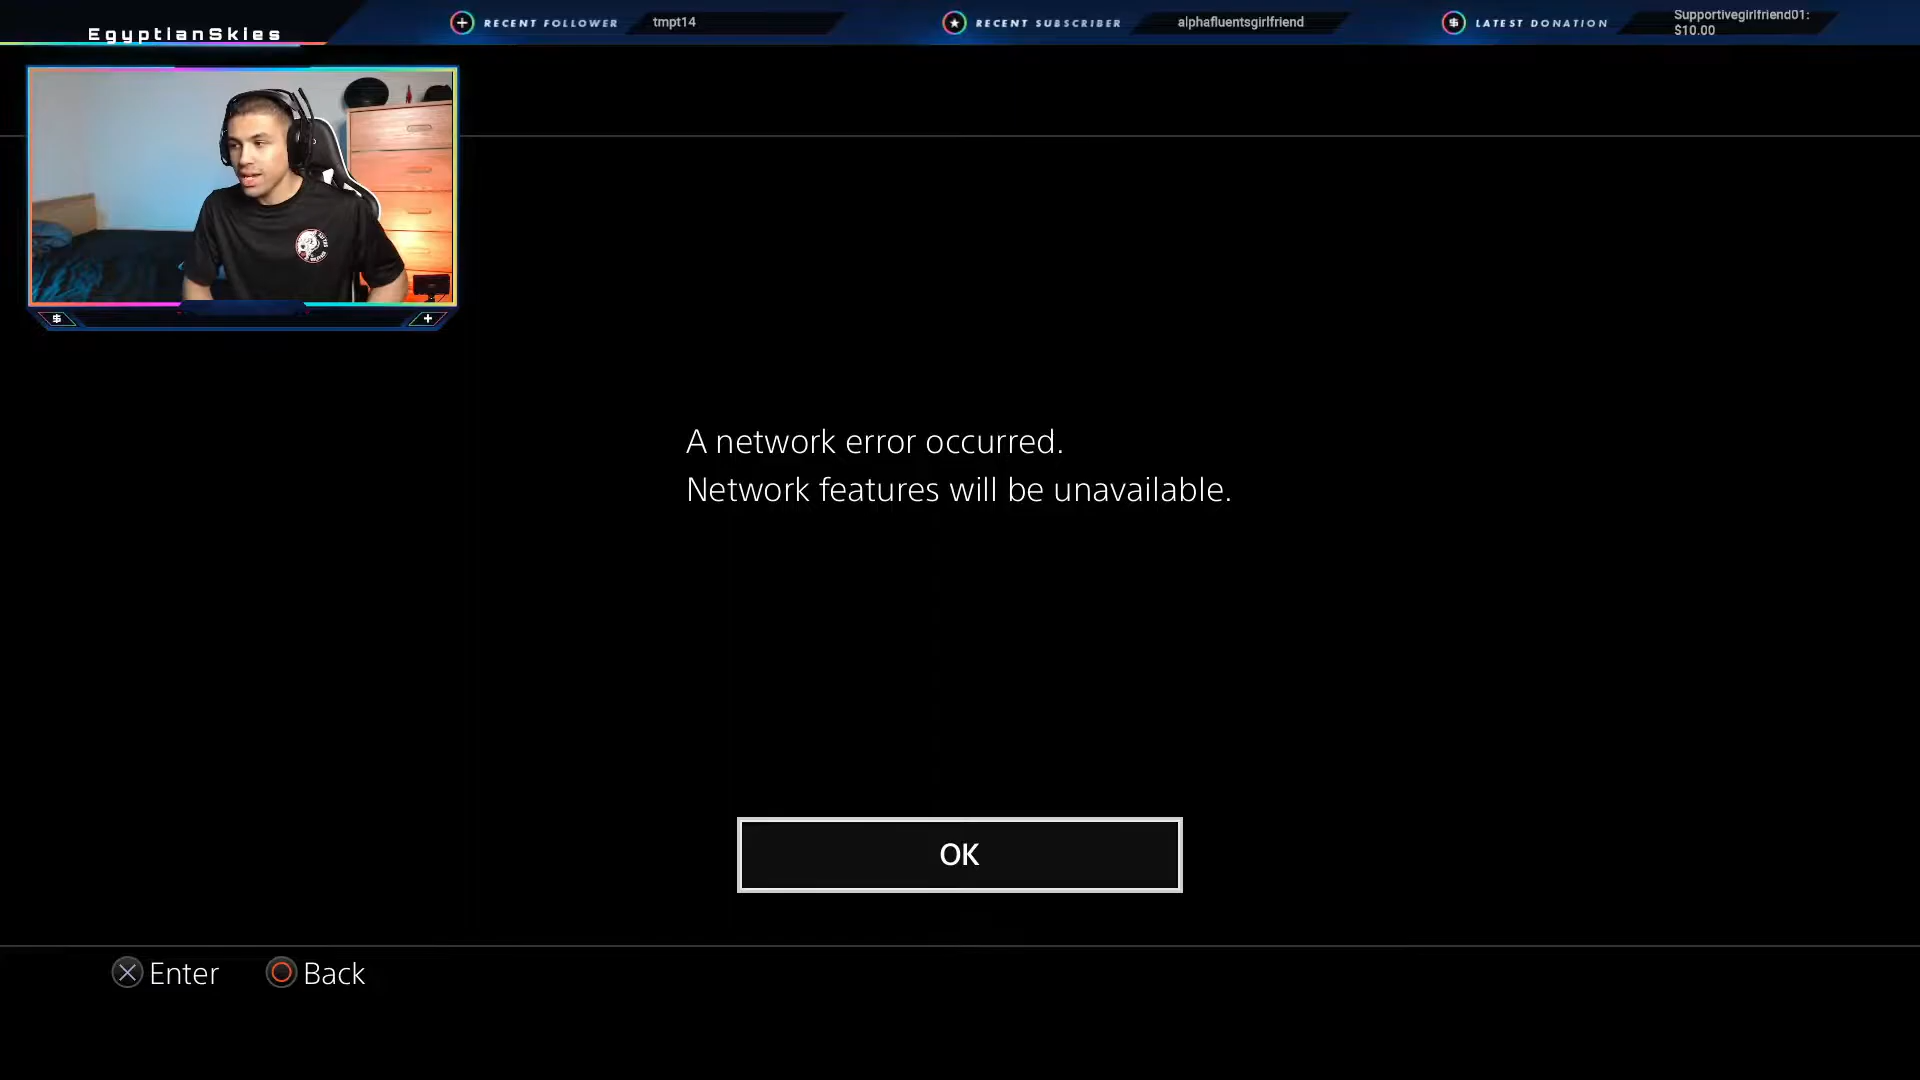 EgyptianSkies
RECENT FOLLOWER
tmpt14
RECENT SUBSCRIBER
alphafluentsgirlfriend
LATEST DONATION
Supportivegirlfriend01:
$10.00
A network error occurred.
Network features will be unavailable.
OK
Enter
Back